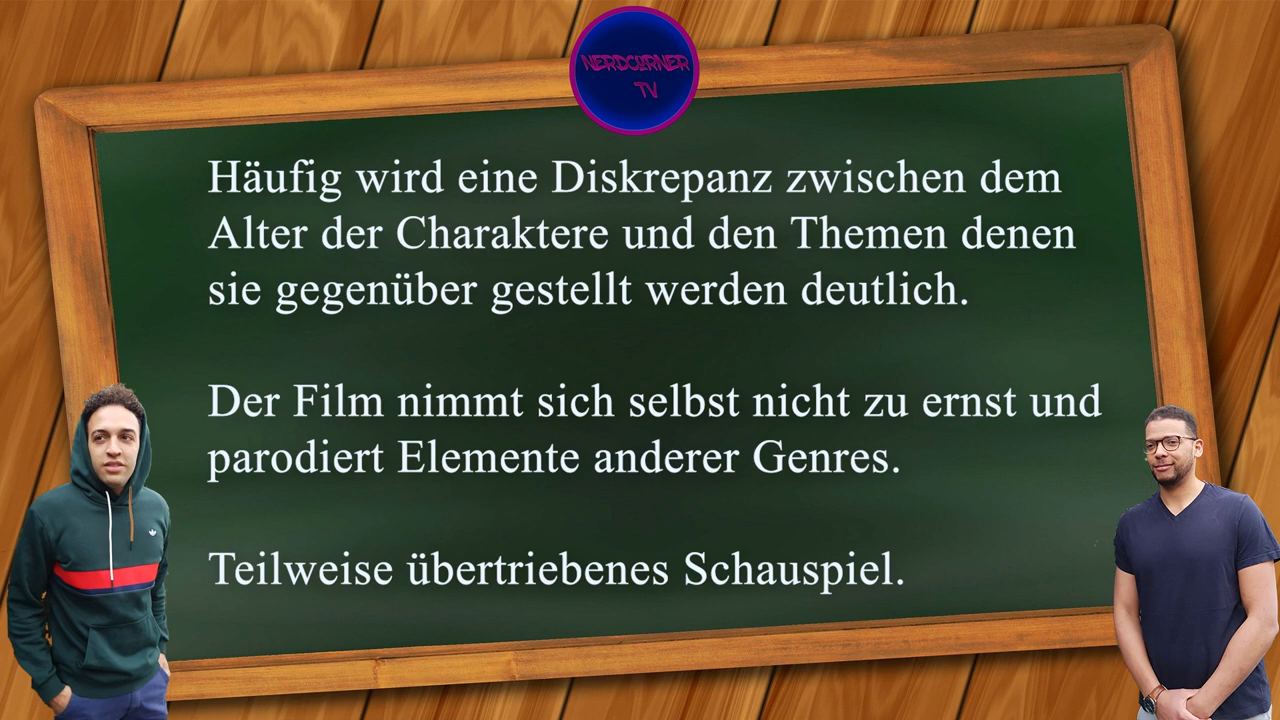 NERDCORNER
TV
Häufig wird eine Diskrepanz zwischen dem
Alter der Charaktere und den Themen denen
sie gegenüber gestellt werden deutlich.
Der Film nimmt sich selbst nicht zu ernst und
parodiert Elemente anderer Genres.
Teilweise übertriebenes Schauspiel.